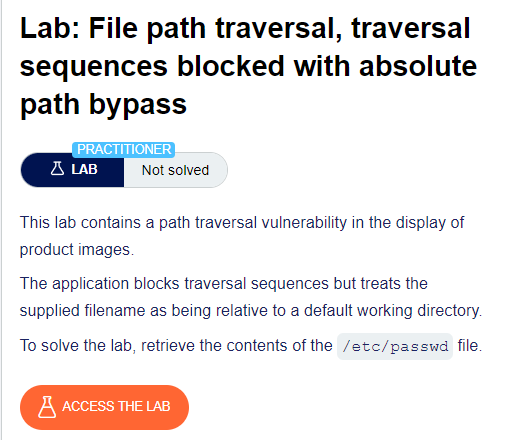 Lab: File path traversal, traversal
sequences blocked with absolute
path bypass
PRACTITIONER
LAB
Not solved
This lab contains a path traversal vulnerability in the display of
product images.
The application blocks traversal sequences but treats the
supplied filename as being relative to a default working directory.
To solve the lab, retrieve the contents of the /etc/passwd file.
ACCESS THE LAB